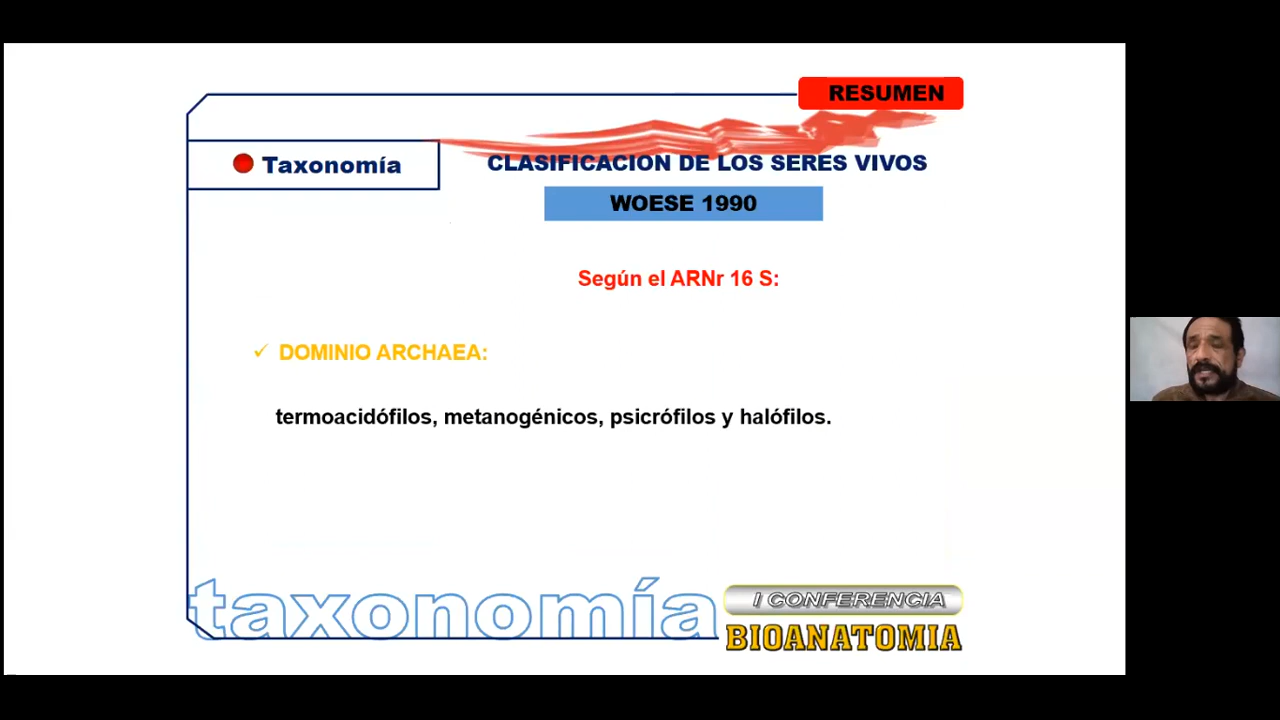 RESUMEN
Taxonomía
CLASIFICACION DE LOS SERES VIVOS
WOESE 1990
Según el ARNr 16 S:
✓ DOMINIO ARCHAEA:
termoacidófilos, metanogénicos, psicrófilos y halófilos.
taxonomía
I CONFERENCIA
BIOANATOMIA